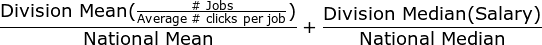 Division Mean(# Jobs / Average # clicks per job) / National Mean + Division Median(Salary) / National Median